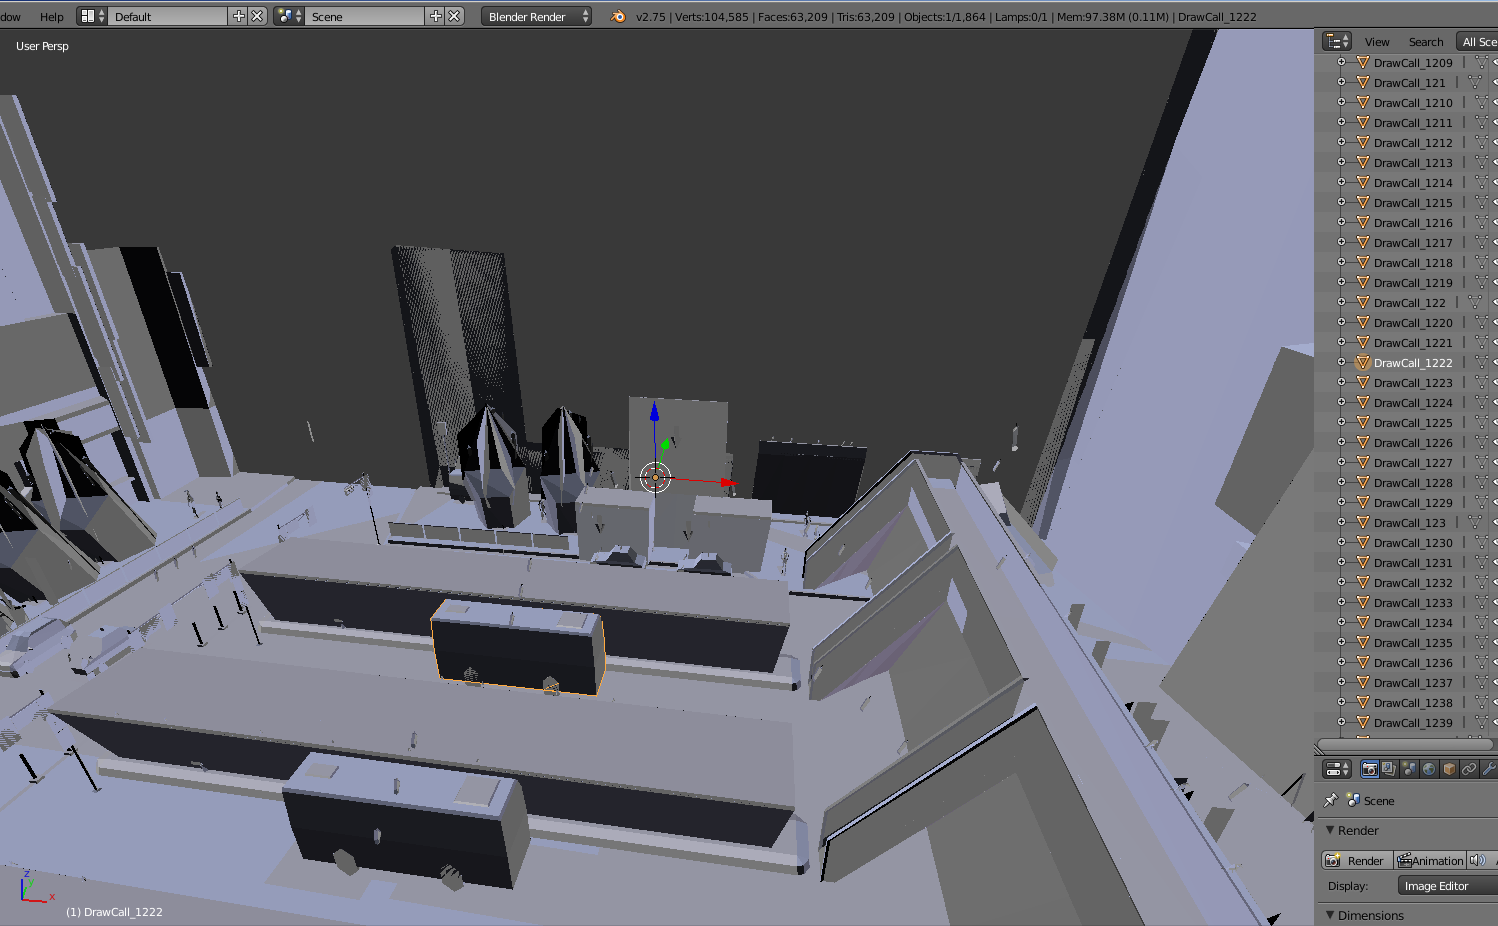 dow Help Default Scene Blender Render v2.75 | Verts:104,585 | Faces:63,209 | Tris:63,209 | Objects:1/1,864 | Lamps:0/1 | Mem:97.38M (0.11M) | DrawCall_1222
User Persp
View Search All Sce
DrawCall_1209
DrawCall_121
DrawCall_1210
DrawCall_1211
DrawCall_1212
DrawCall_1213
DrawCall_1214
DrawCall_1215
DrawCall_1216
DrawCall_1217
DrawCall_1218
DrawCall_1219
DrawCall_122
DrawCall_1220
DrawCall_1221
DrawCall_1222
DrawCall_1223
DrawCall_1224
DrawCall_1225
DrawCall_1226
DrawCall_1227
DrawCall_1228
DrawCall_1229
DrawCall_123
DrawCall_1230
DrawCall_1231
DrawCall_1232
DrawCall_1233
DrawCall_1234
DrawCall_1235
DrawCall_1236
DrawCall_1237
DrawCall_1238
DrawCall_1239
Scene
Render
Render Animation
Display: Image Editor
Dimensions
z
y
x
(1) DrawCall_1222